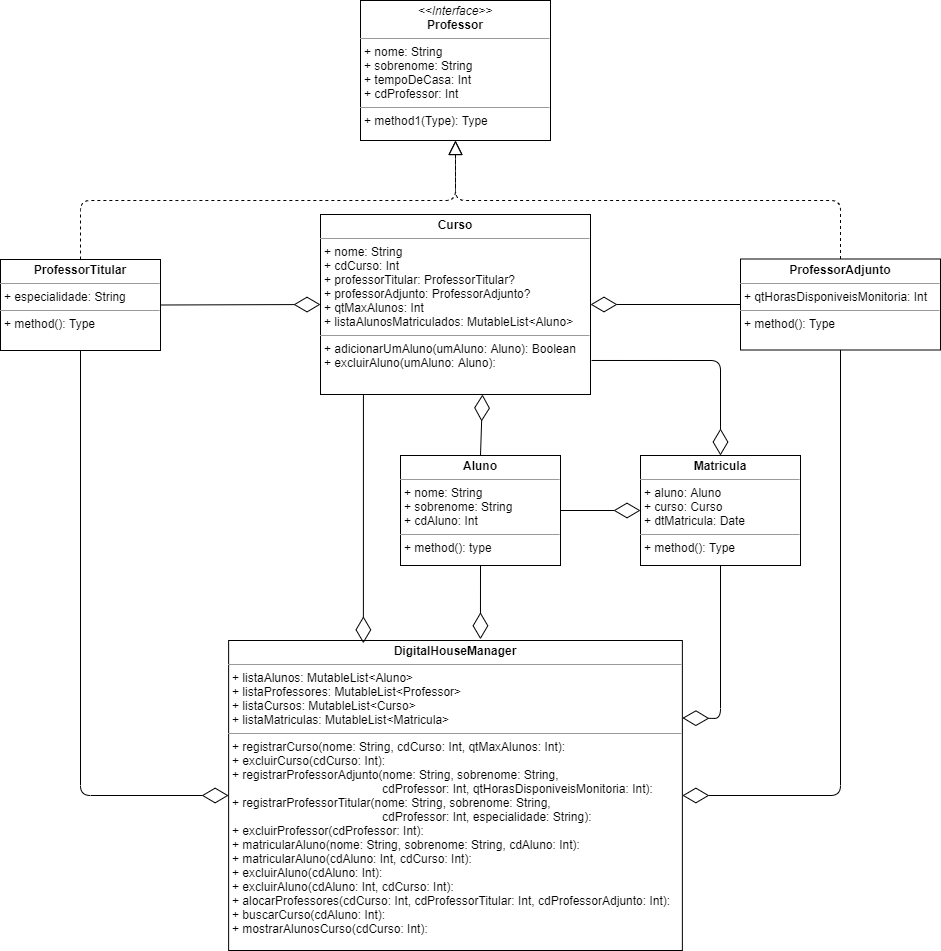 <<Interface>>
Professor
+ nome: String
+ sobrenome: String
+ tempoDeCasa: Int
+ cdProfessor: Int
+ method1(Type): Type
Curso
+ nome: String
+ cdCurso: Int
+ professorTitular: ProfessorTitular?
+ professorAdjunto: ProfessorAdjunto?
+ qtMaxAlunos: Int
+ listaAlunosMatriculados: MutableList<Aluno>
+ adicionarUmAluno(umAluno: Aluno): Boolean
+ excluirAluno(umAluno: Aluno):
ProfessorTitular
+ especialidade: String
+ method(): Type
ProfessorAdjunto
+ qtHorasDisponiveisMonitoria: Int
+ method(): Type
Aluno
+ nome: String
+ sobrenome: String
+ cdAluno: Int
+ method(): type
Matricula
+ aluno: Aluno
+ curso: Curso
+ dtMatricula: Date
+ method(): Type
DigitalHouseManager
+ listaAlunos: MutableList<Aluno>
+ listaProfessores: MutableList<Professor>
+ listaCursos: MutableList<Curso>
+ listaMatriculas: MutableList<Matricula>
+ registrarCurso(nome: String, cdCurso: Int, qtMaxAlunos: Int):
+ excluirCurso(cdCurso: Int):
+ registrarProfessorAdjunto(nome: String, sobrenome: String,
cdProfessor: Int, qtHorasDisponiveisMonitoria: Int):
+ registrarProfessorTitular(nome: String, sobrenome: String,
cdProfessor: Int, especialidade: String):
+ excluirProfessor(cdProfessor: Int):
+ matricularAluno(nome: String, sobrenome: String, cdAluno: Int):
+ matricularAluno(cdAluno: Int, cdCurso: Int):
+ excluirAluno(cdAluno: Int):
+ excluirAluno(cdAluno: Int, cdCurso: Int):
+ alocarProfessores(cdCurso: Int, cdProfessorTitular: Int, cdProfessorAdjunto: Int):
+ buscarCurso(cdAluno: Int):
+ mostrarAlunosCurso(cdCurso: Int):